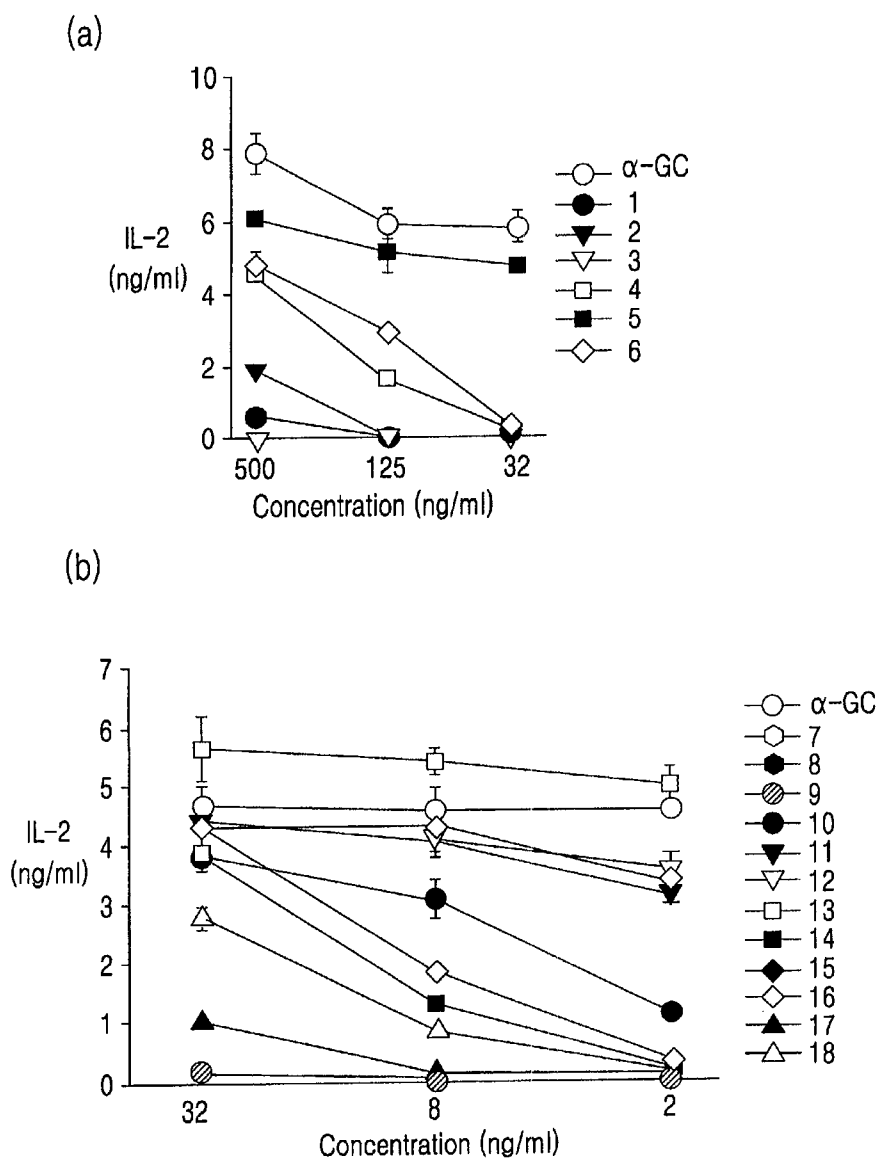 (a)
10
8
6
4
2
0
IL-2
(ng/ml)
500 125 32
Concentration (ng/ml)
α-GC
1
2
3
4
5
6
(b)
7
6
5
4
3
2
1
0
IL-2
(ng/ml)
32 8 2
Concentration (ng/ml)
α-GC
7
8
9
10
11
12
13
14
15
16
17
18